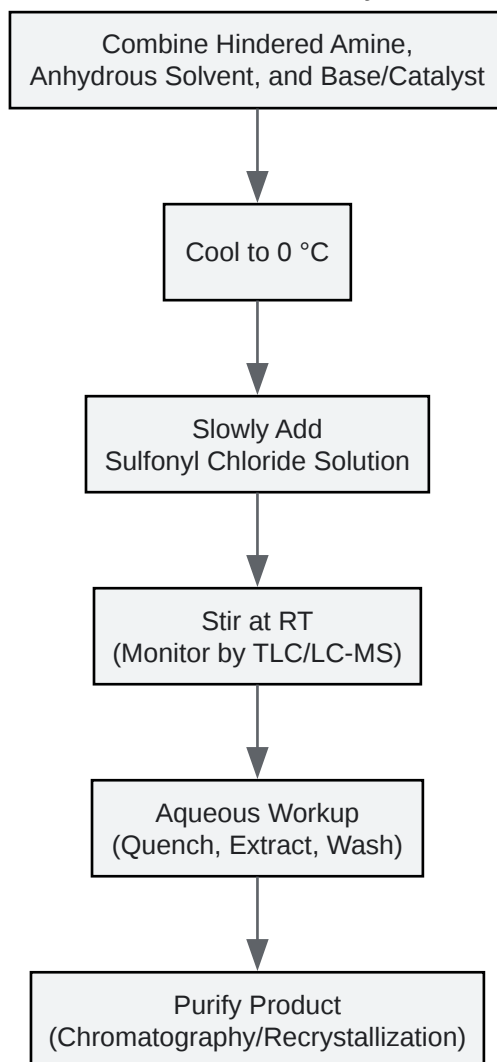 Combine Hindered Amine,
Anhydrous Solvent, and Base/Catalyst
Cool to 0 °C
Slowly Add
Sulfonyl Chloride Solution
Stir at RT
(Monitor by TLC/LC-MS)
Aqueous Workup
(Quench, Extract, Wash)
Purify Product
(Chromatography/Recrystallization)